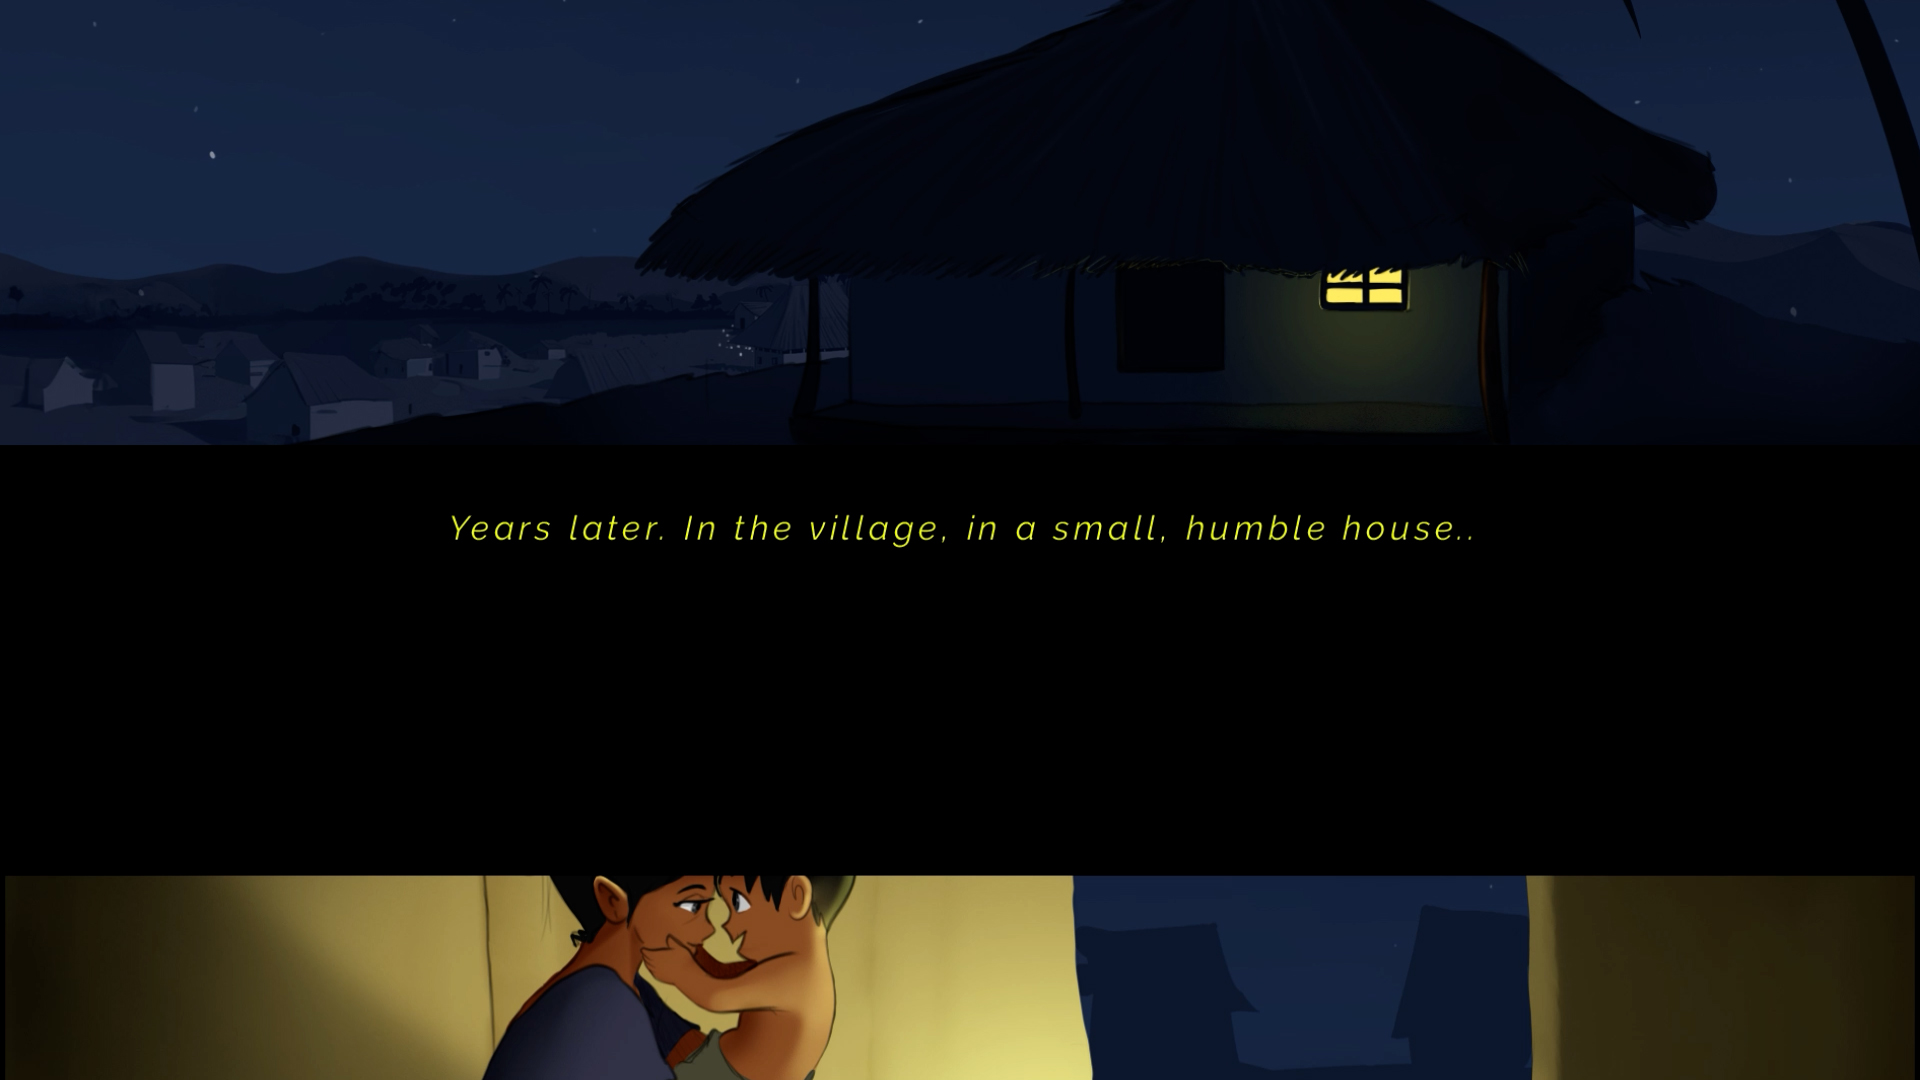 Years later. In the village, in a small, humble house..